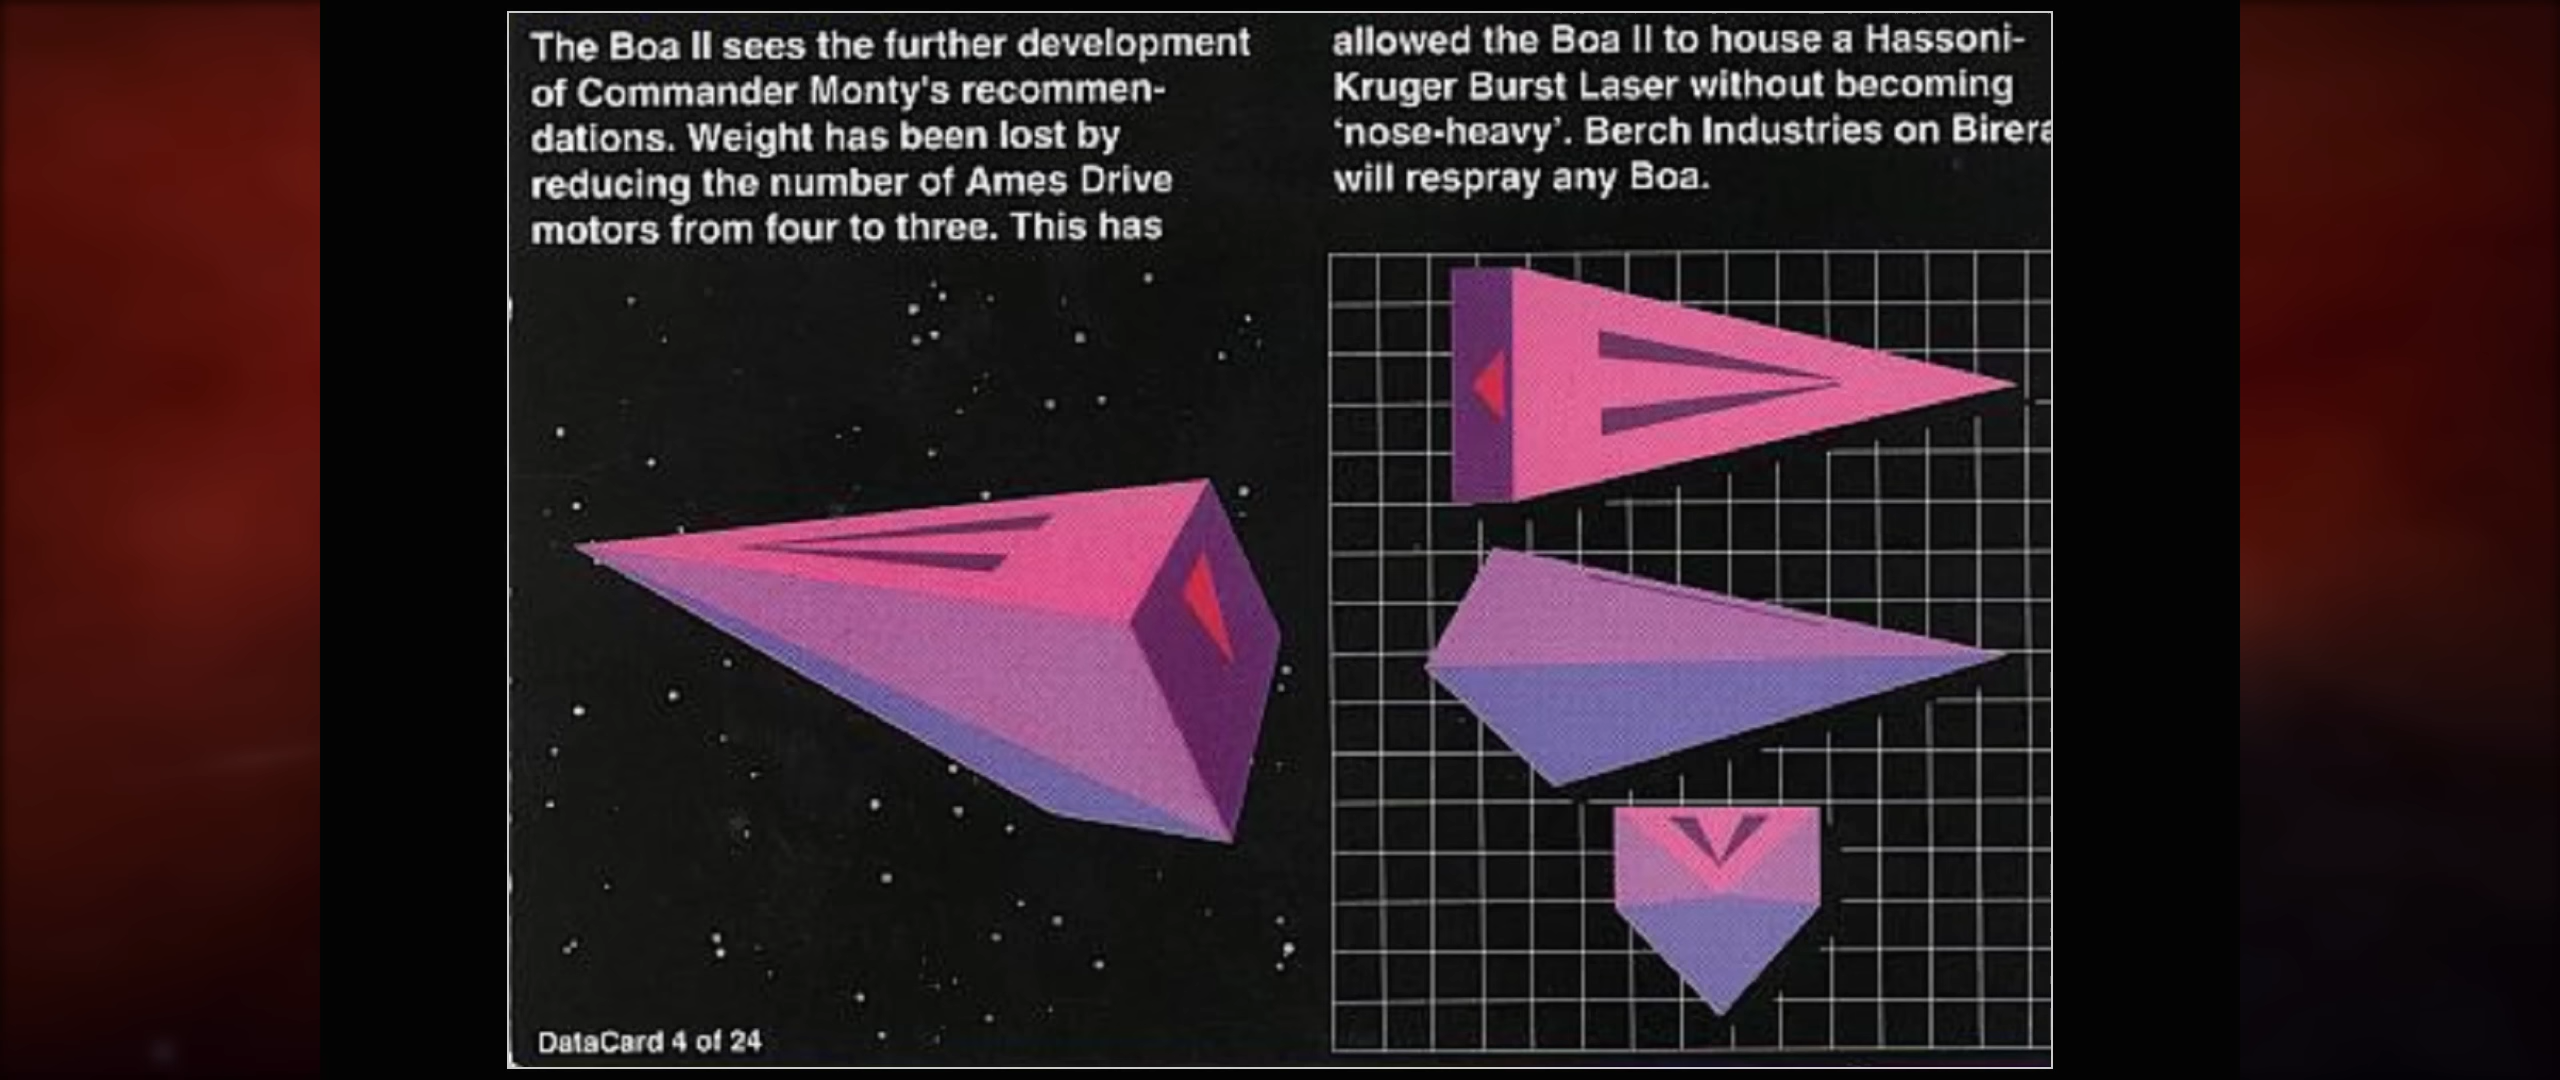 The Boa II sees the further development
of Commander Monty's recommen-
dations. Weight has been lost by
reducing the number of Ames Drive
motors from four to three. This has
allowed the Boa II to house a Hassoni-
Kruger Burst Laser without becoming
‘nose-heavy’. Berch Industries on Birera
will respray any Boa.
DataCard 4 of 24